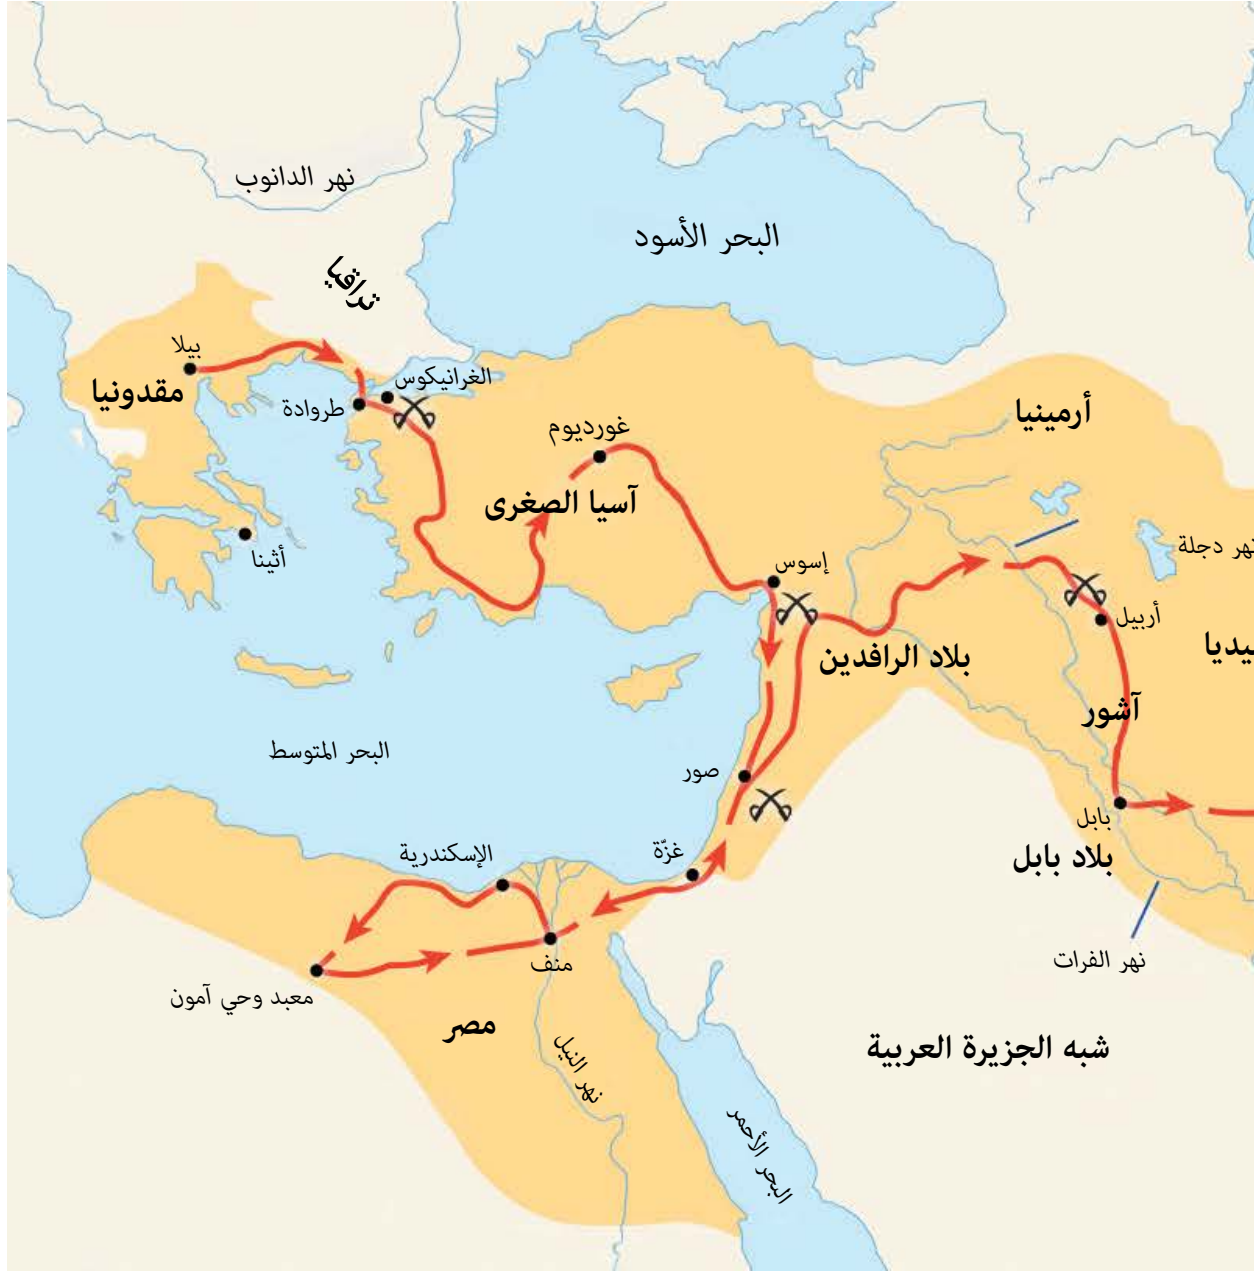 نهر الدانوب
البحر الأسود
تراقيا
بيلا
مقدونيا
الغرانيكوس
طروادة
أرمينيا
غورديوم
آسيا الصغرى
أثينا
نهر دجلة
إسوس
أربيل
بلاد الرافدين
يديا
آشور
البحر المتوسط
صور
بابل
بلاد بابل
غزّة
الإسكندرية
نهر الفرات
منف
معبد وحي آمون
مصر
شبه الجزيرة العربية
نهر النيل
البحر الأحمر